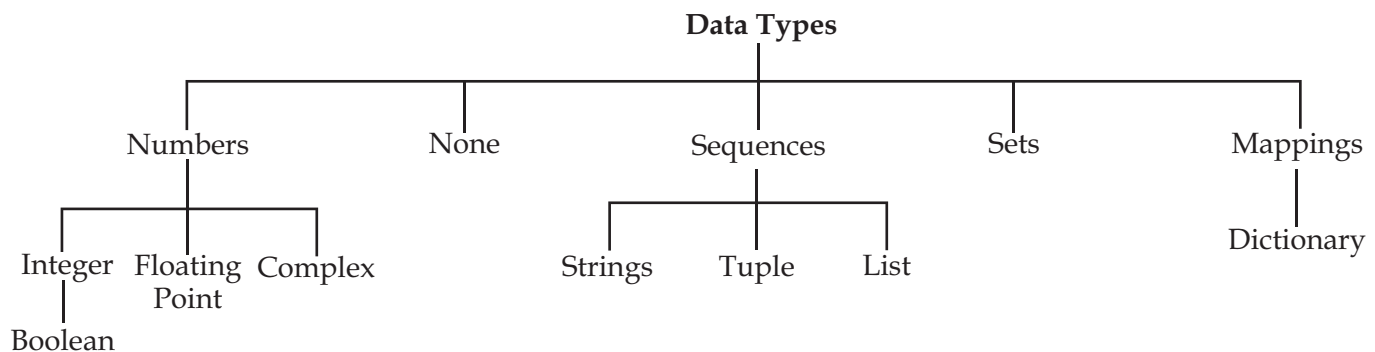 Data Types
Numbers None Sequences Sets Mappings
Integer Floating Point Complex Strings Tuple List Dictionary
Boolean